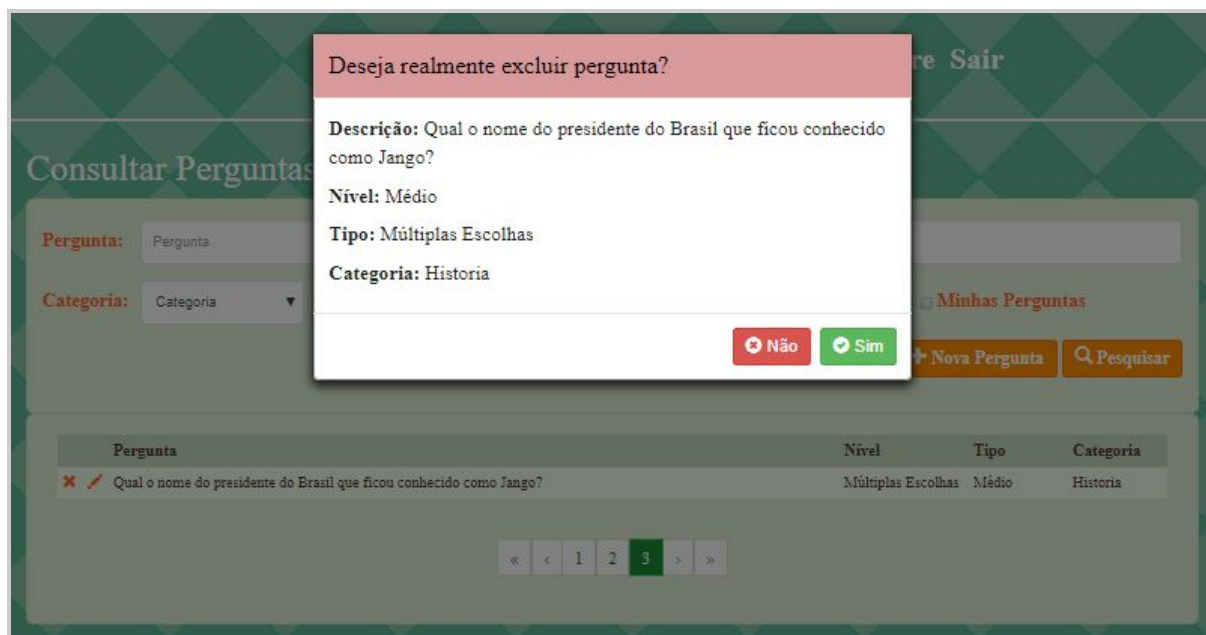 re Sair
Deseja realmente excluir pergunta?
Descrição: Qual o nome do presidente do Brasil que ficou conhecido
como Jango?
Nível: Médio
Tipo: Múltiplas Escolhas
Categoria: Historia
Não Sim
Consultar Perguntas
Pergunta: Pergunta
Categoria: Categoria Minhas Perguntas
Nova Pergunta Pesquisar
Pergunta Nível Tipo Categoria
Qual o nome do presidente do Brasil que ficou conhecido como Jango? Múltiplas Escolhas Médio Historia
« ‹ 1 2 3 › »